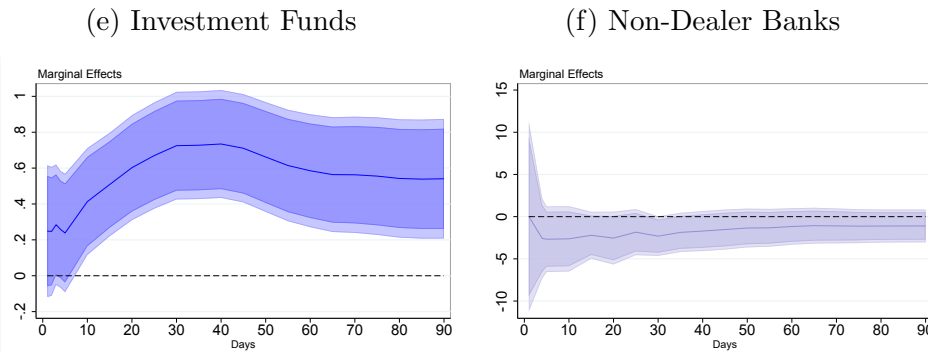 (e) Investment Funds
(f) Non-Dealer Banks
Marginal Effects
1
.8
.6
.4
.2
0
-.2
0 10 20 30 40 50 60 70 80 90
Days
Marginal Effects
15
10
5
0
-5
-10
0 10 20 30 40 50 60 70 80 90
Days